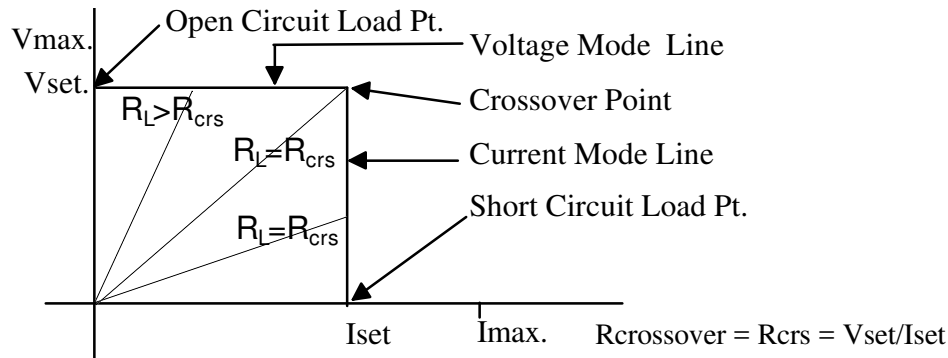 Open Circuit Load Pt.
Vmax.
Voltage Mode Line
Vset.
RL>Rcrs
Crossover Point
RL=Rcrs
Current Mode Line
Short Circuit Load Pt.
RL=Rcrs
Iset
Imax.
Rcrossover = Rcrs = Vset/Iset